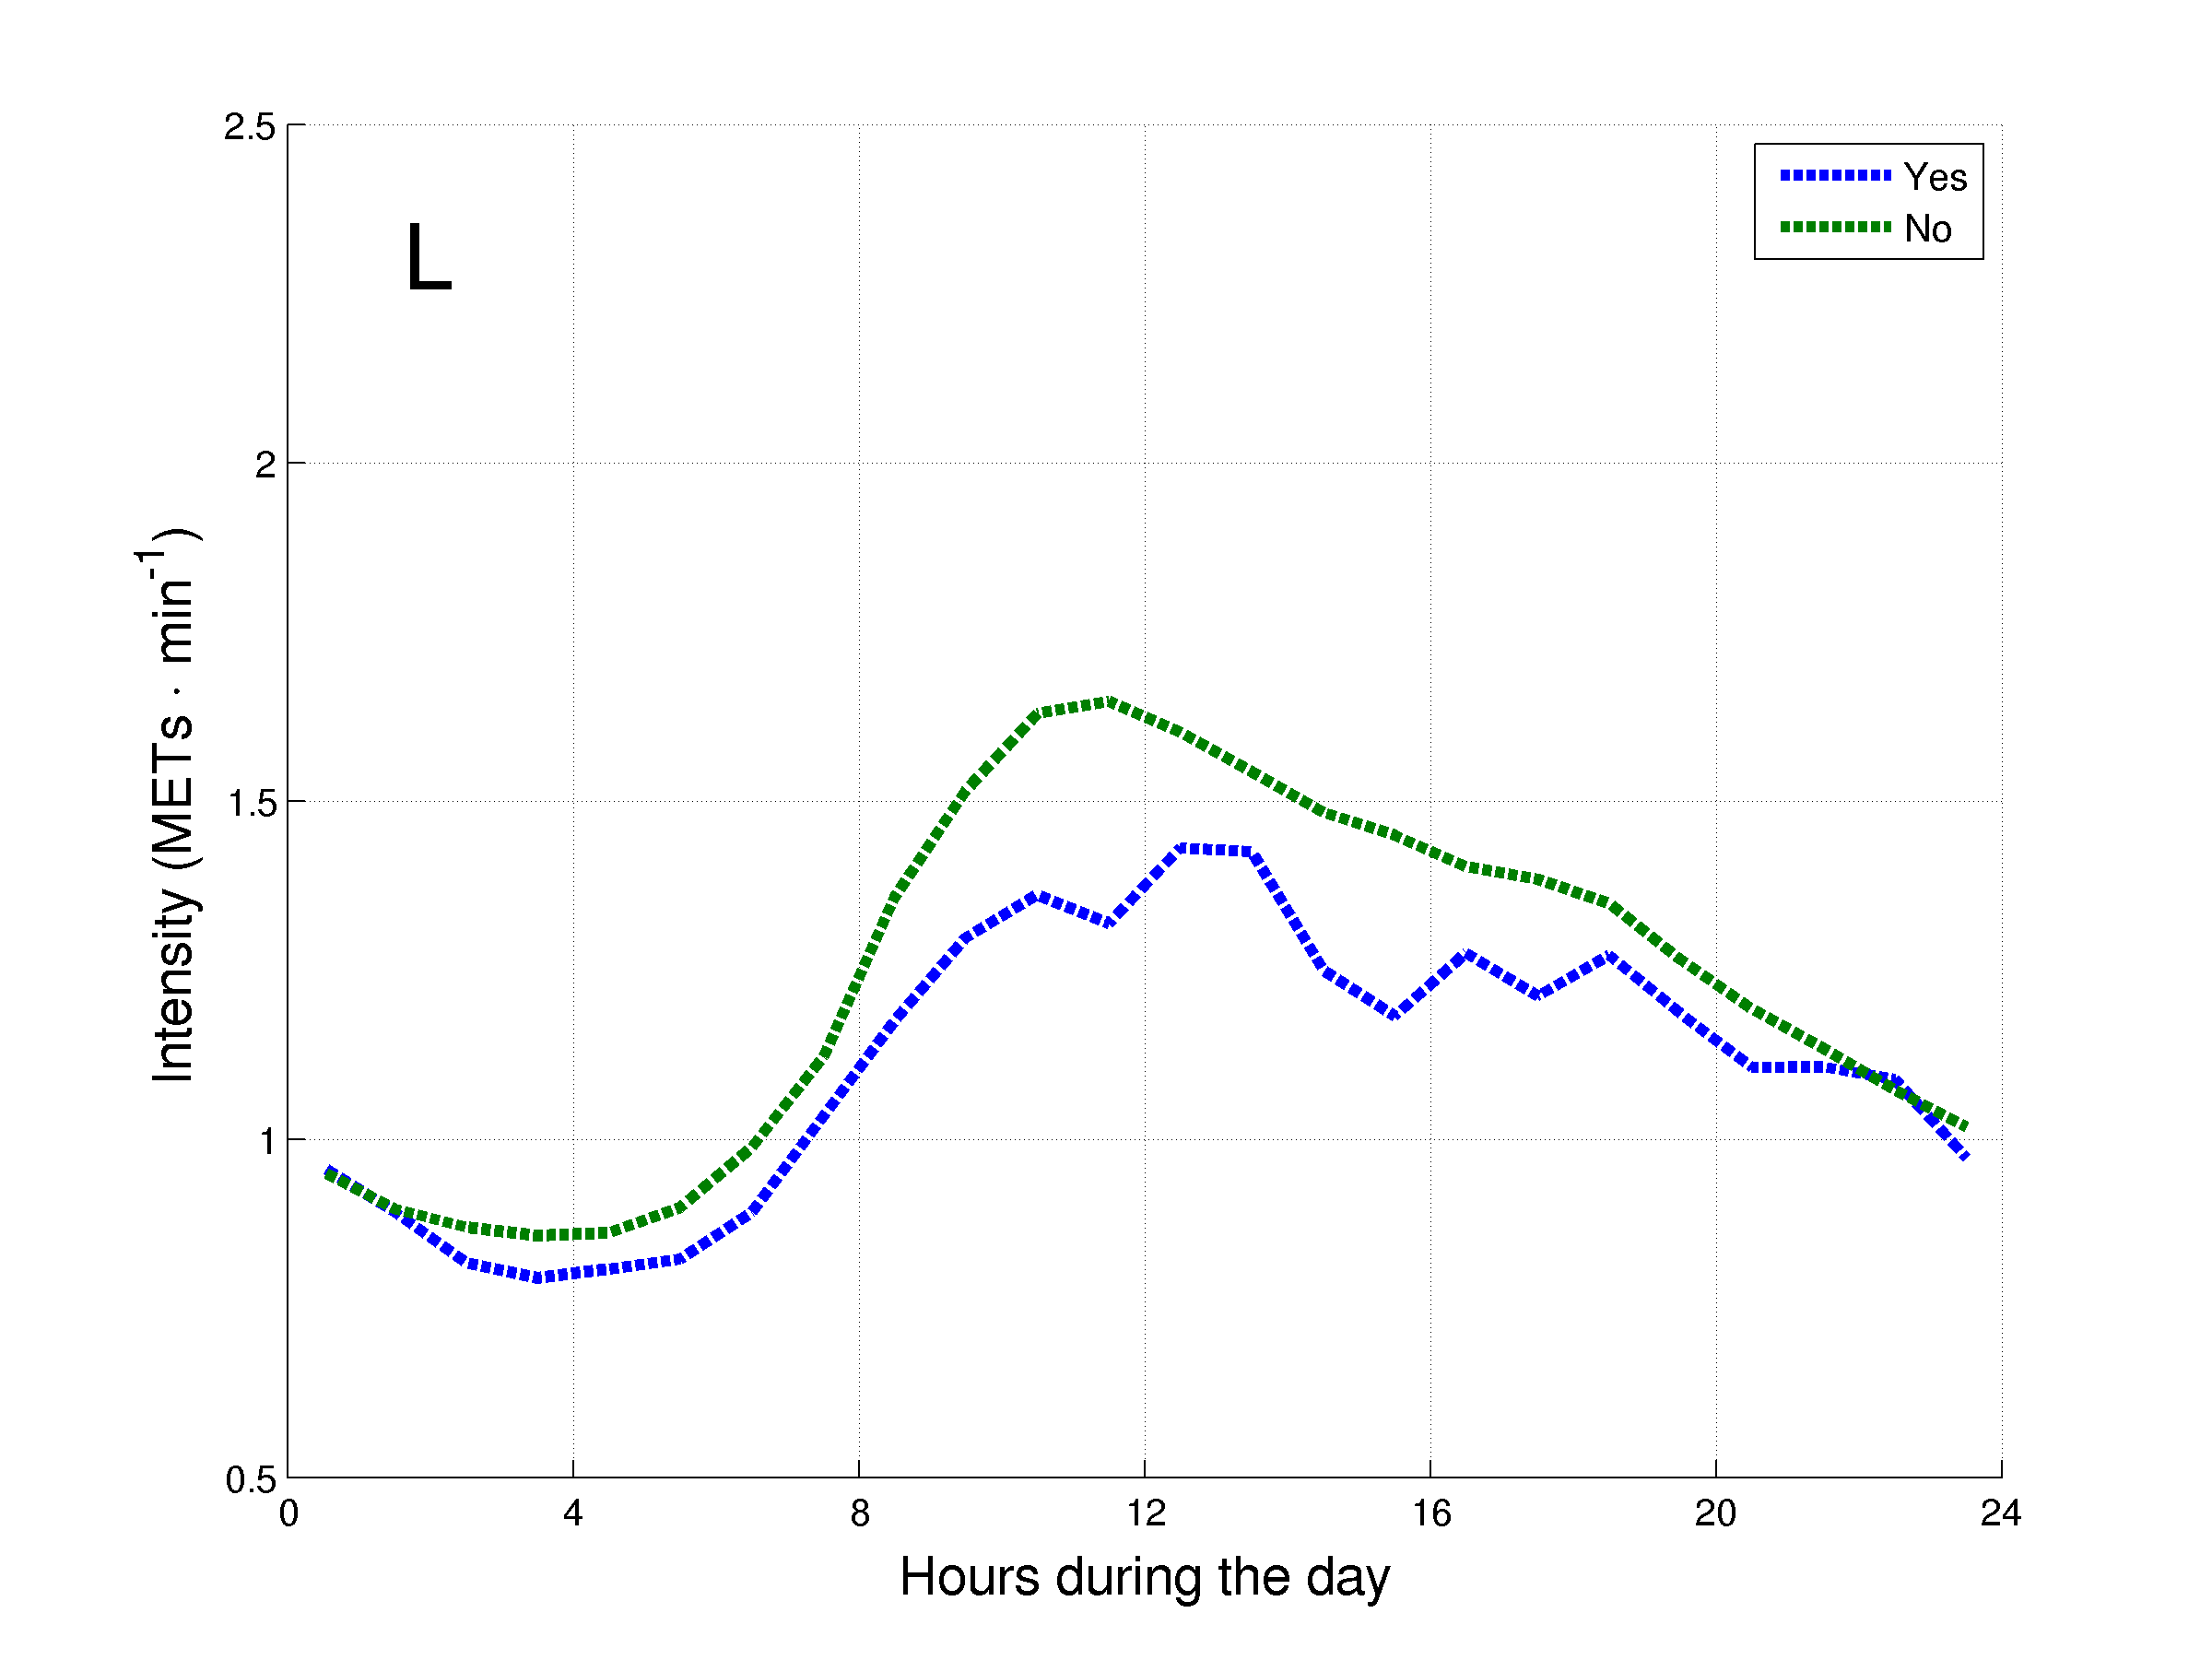 L
Yes
No
2.5
2
1.5
1
0.5
0 4 8 12 16 20 24
Intensity (METs · min-1)
Hours during the day